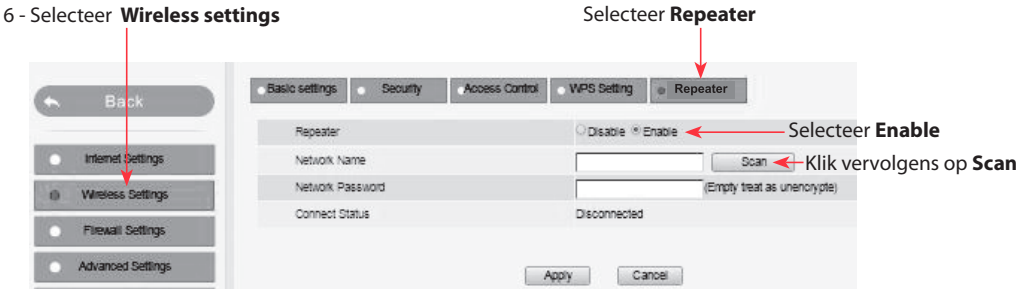 6 - Selecteer Wireless settings
Selecteer Repeater
Back
Basic settings
Security
Access Control
WPS Setting
Repeater
Repeater
Disable
Enable
Selecteer Enable
Internet Settings
Network Name
Scan
Klik vervolgens op Scan
Wireless Settings
Network Password
(Empty treat as unencrypte)
Connect Status
Disconnected
Firewall Settings
Advanced Settings
Apply
Cancel